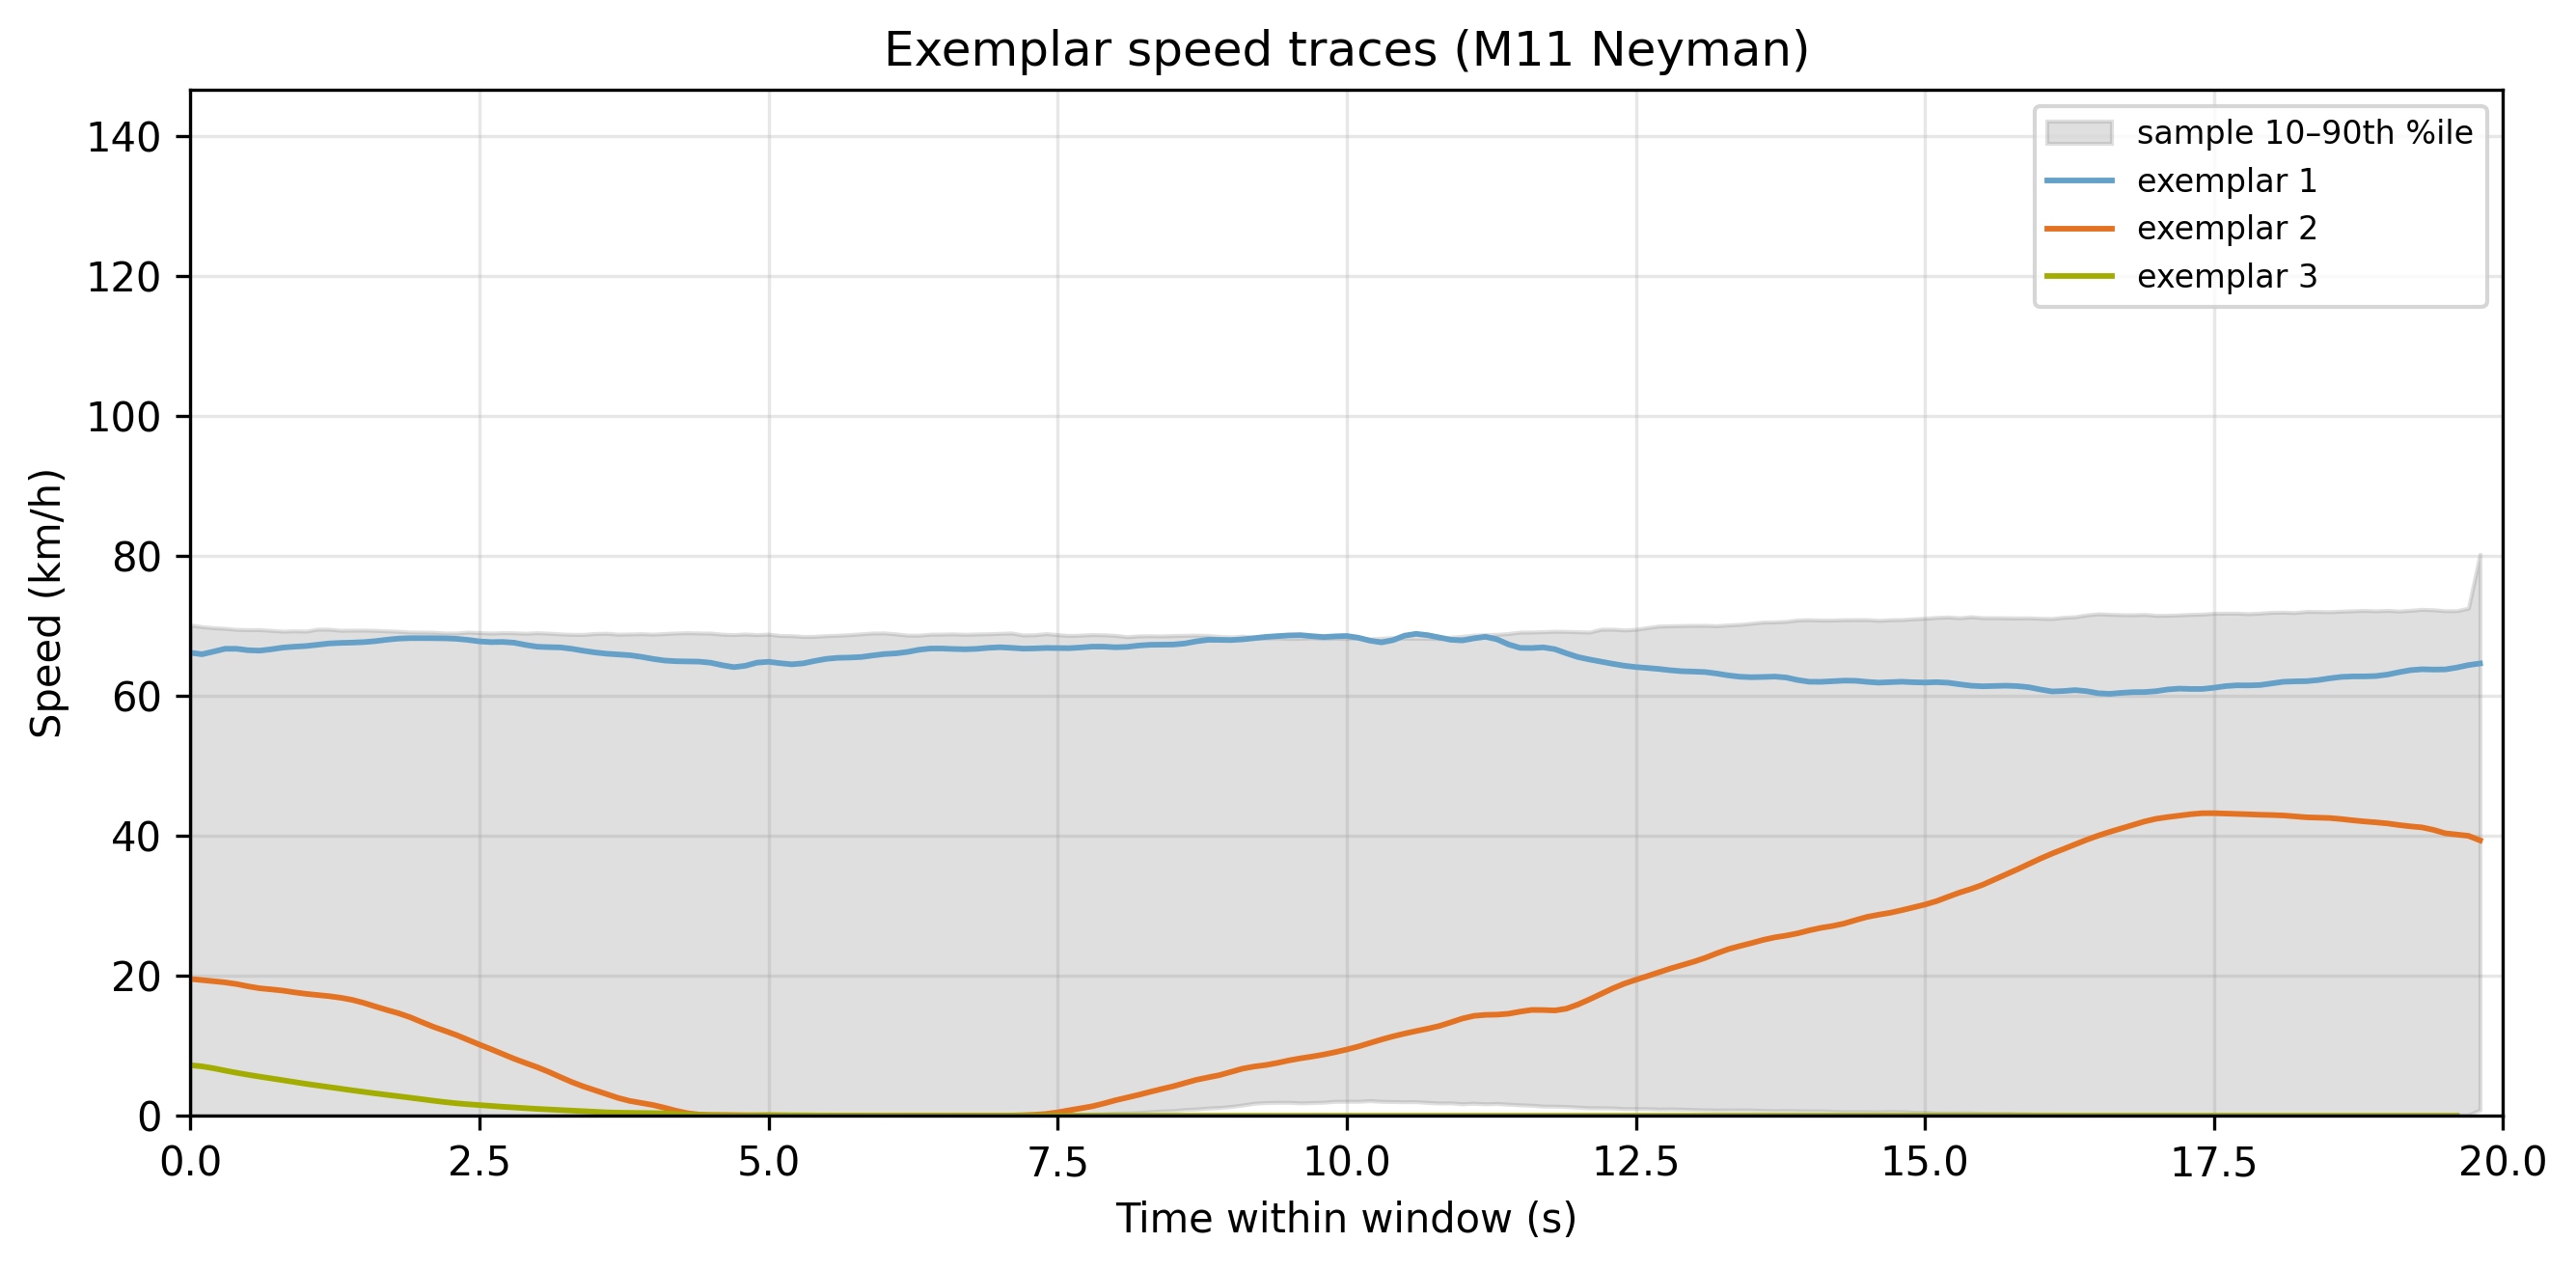 Exemplar speed traces (M11 Neyman)
sample 10–90th %ile
exemplar 1
exemplar 2
exemplar 3
Speed (km/h)
140
120
100
80
60
40
20
0
0.0 2.5 5.0 7.5 10.0 12.5 15.0 17.5 20.0
Time within window (s)